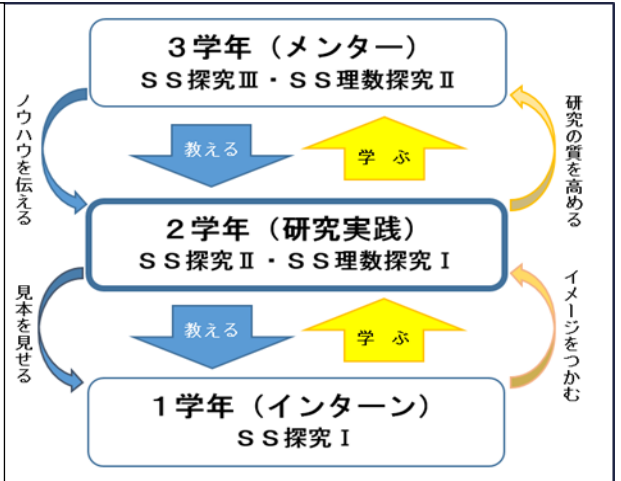 ３学年（メンター）
ＳＳ探究Ⅲ・ＳＳ理数探究Ⅱ
ノウハウを伝える
教える
学　ぶ
研究の質を高める
２学年（研究実践）
ＳＳ探究Ⅱ・ＳＳ理数探究Ⅰ
見本を見せる
教える
学　ぶ
イメージをつかむ
１学年（インターン）
ＳＳ探究Ⅰ